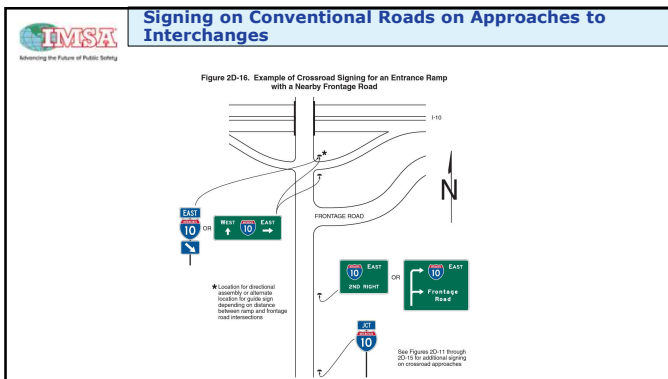 IMSA
Advancing the Future of Public Safety
Signing on Conventional Roads on Approaches to
Interchanges
Figure 2D-16. Example of Crossroad Signing for an Entrance Ramp
with a Nearby Frontage Road
I-10
*
N
EAST
10
OR
WEST 10 EAST
FRONTAGE ROAD
* Location for directional
assembly or alternate
location for guide sign
depending on distance
between ramp and frontage
road intersections
10 EAST
2ND RIGHT
OR
10 EAST
Frontage
Road
JCT
10
See Figures 2D-11 through
2D-15 for additional signing
on crossroad approaches